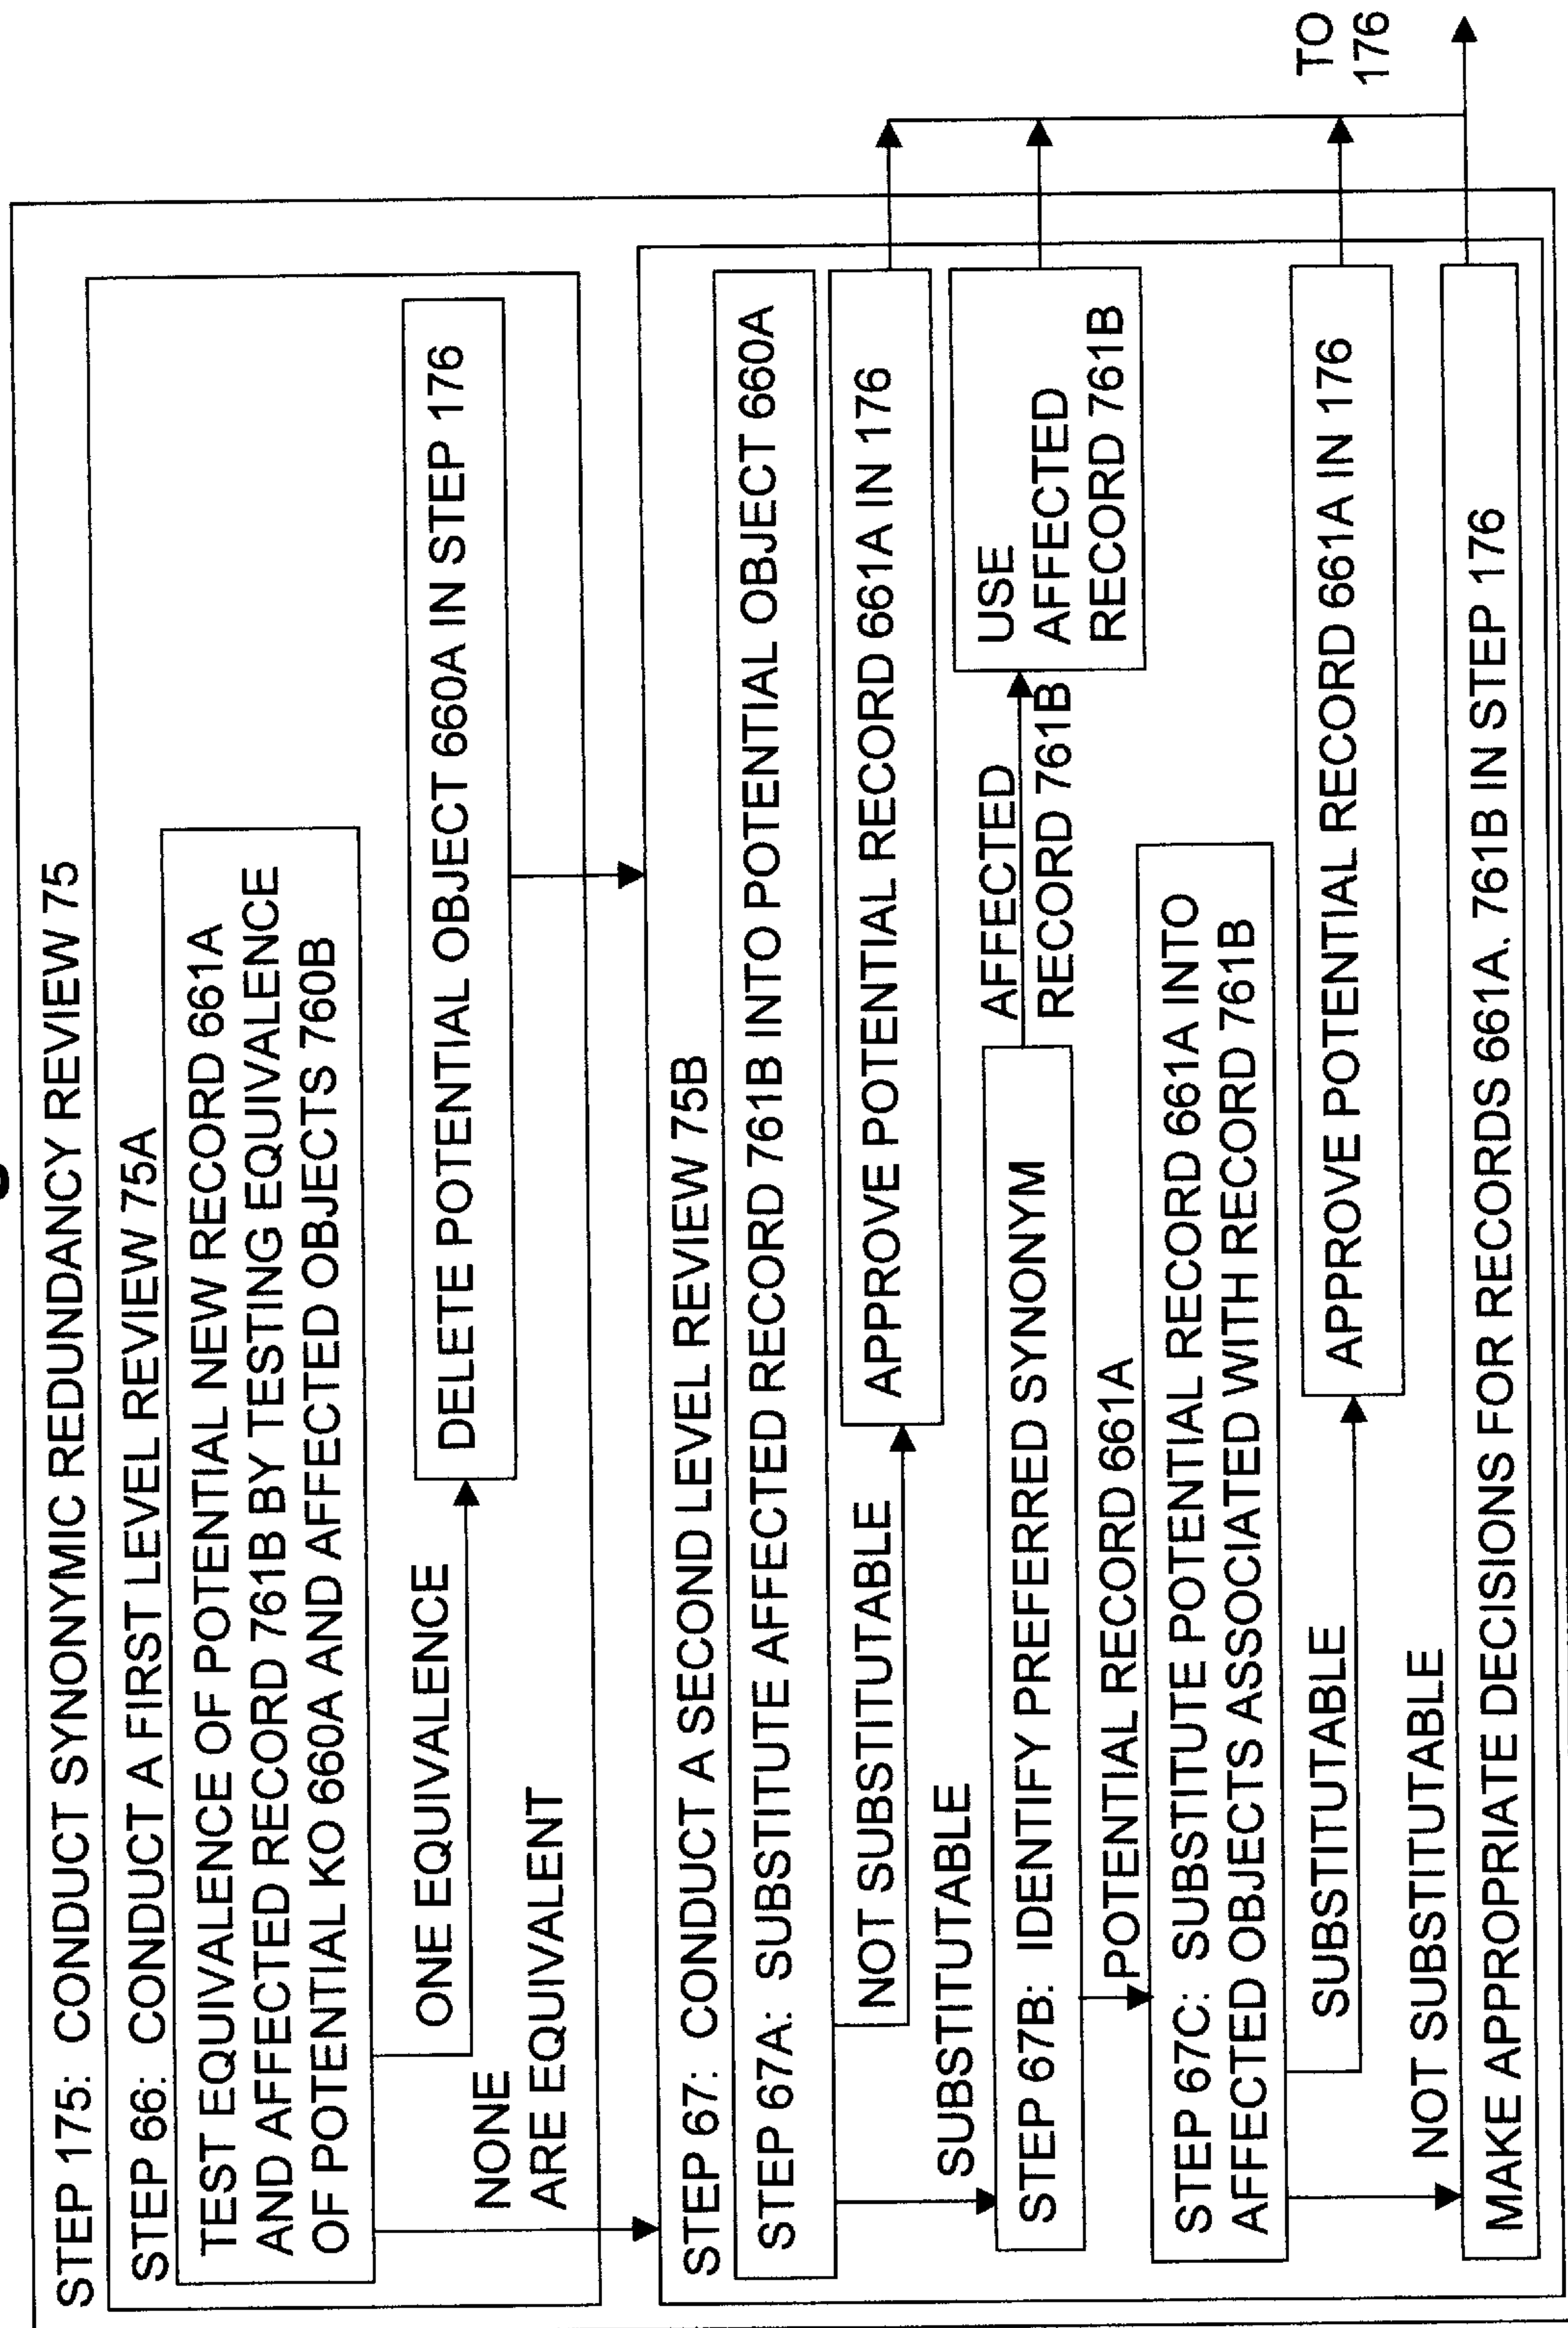 STEP 175: CONDUCT SYNONYMIC REDUNDANCY REVIEW 75
STEP 66: CONDUCT A FIRST LEVEL REVIEW 75A
TEST EQUIVALENCE OF POTENTIAL NEW RECORD 661A
AND AFFECTED RECORD 761B BY TESTING EQUIVALENCE
OF POTENTIAL KO 660A AND AFFECTED OBJECTS 760B
ONE EQUIVALENCE
DELETE POTENTIAL OBJECT 660A IN STEP 176
NONE
ARE EQUIVALENT
STEP 67: CONDUCT A SECOND LEVEL REVIEW 75B
STEP 67A: SUBSTITUTE AFFECTED RECORD 761B INTO POTENTIAL OBJECT 660A
NOT SUBSTITUTABLE
APPROVE POTENTIAL RECORD 661A IN 176
SUBSTITUTABLE
STEP 67B: IDENTIFY PREFERRED SYNONYM
AFFECTED
RECORD 761B
USE
AFFECTED
RECORD 761B
POTENTIAL RECORD 661A
STEP 67C: SUBSTITUTE POTENTIAL RECORD 661A INTO
AFFECTED OBJECTS ASSOCIATED WITH RECORD 761B
SUBSTITUTABLE
APPROVE POTENTIAL RECORD 661A IN 176
NOT SUBSTITUTABLE
MAKE APPROPRIATE DECISIONS FOR RECORDS 661A. 761B IN STEP 176
TO
176